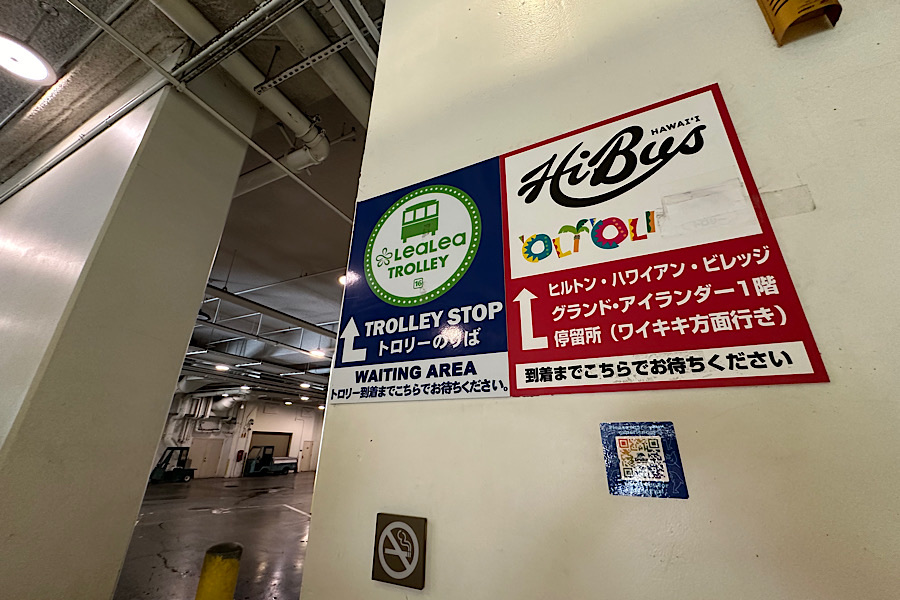 LeaLea
TROLLEY
16
TROLLEY STOP
トロリーのりば
WAITING AREA
トロリー到着までこちらでお待ちください。
HiBus
HAWAI'I
'OLI'OLI
ヒルトン・ハワイアン・ビレッジ
グランド・アイランダー1階
停留所（ワイキキ方面行き）
到着までこちらでお待ちください